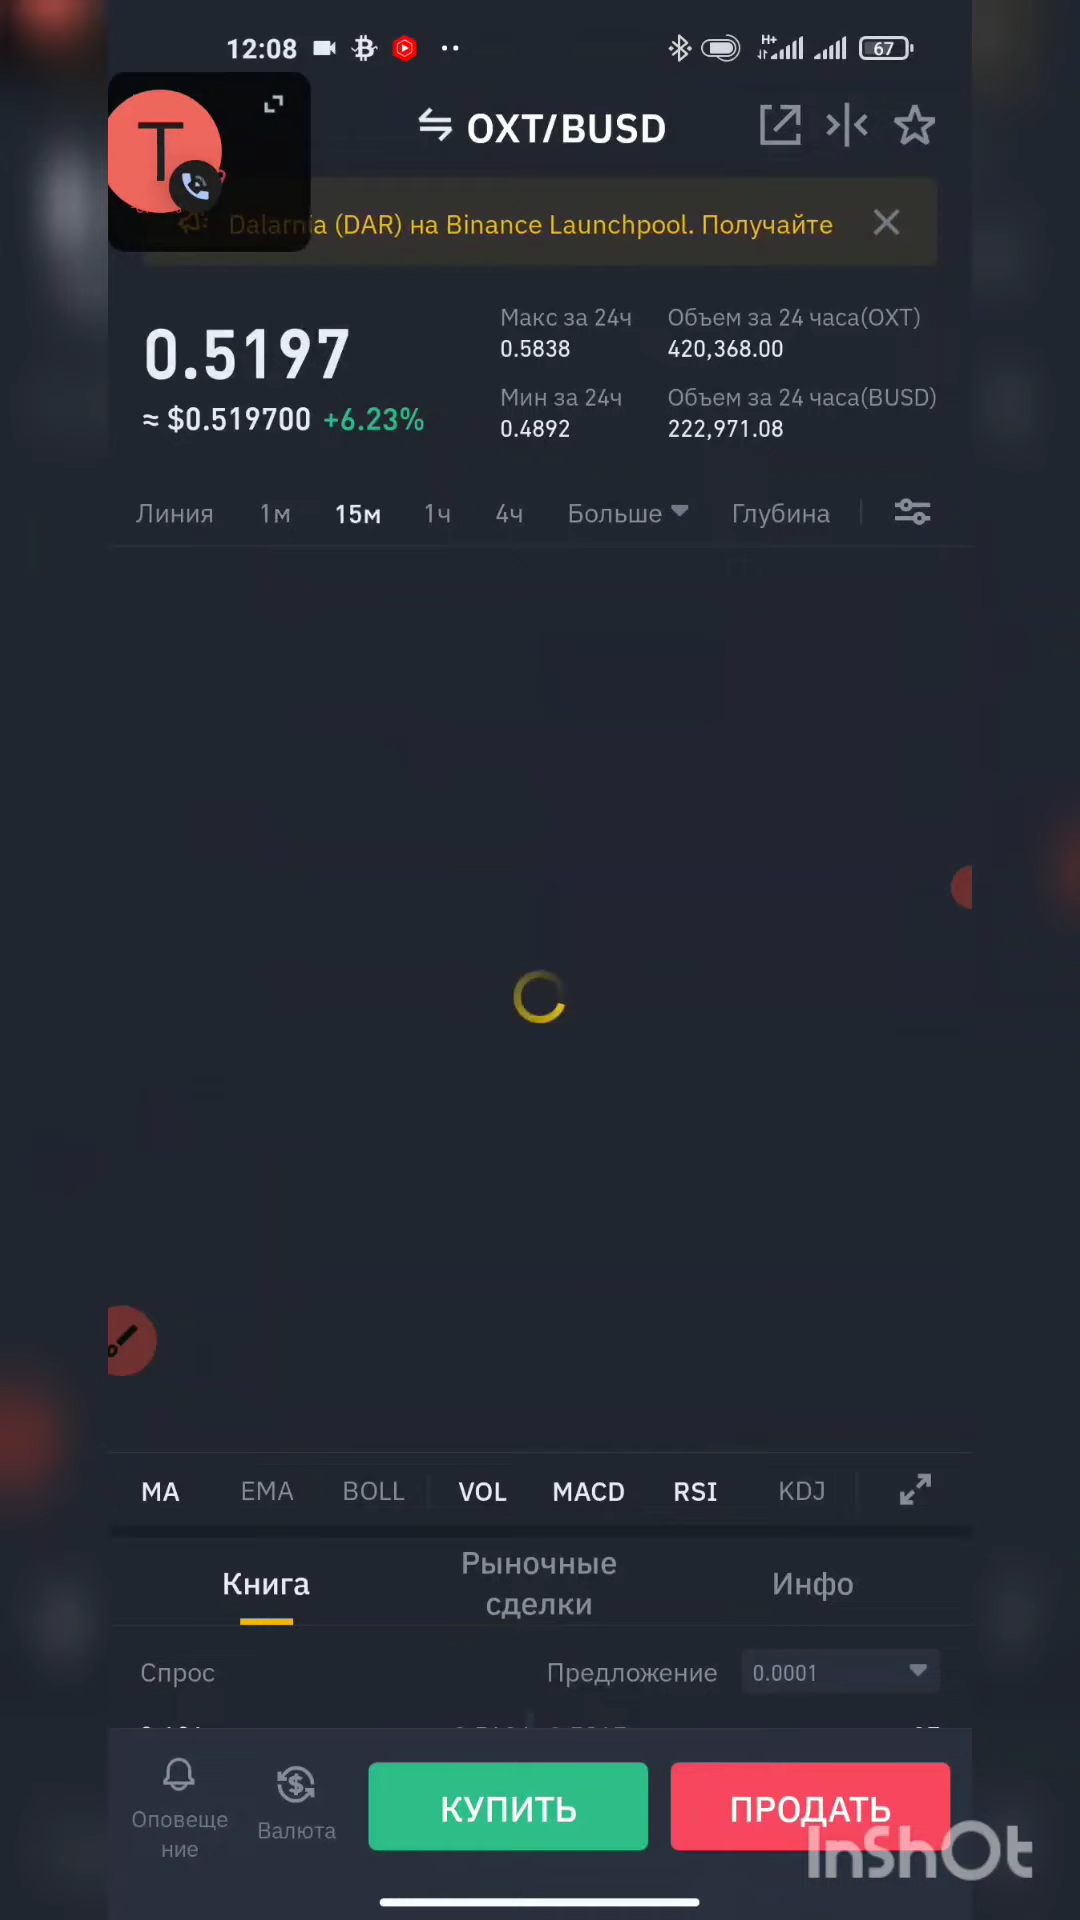 12:08
H+
67
T
OXT/BUSD
Dalarnia (DAR) на Binance Launchpool. Получайте
0.5197
≈ $0.519700 +6.23%
Макс за 24ч
0.5838
Мин за 24ч
0.4892
Объем за 24 часа(OXT)
420,368.00
Объем за 24 часа(BUSD)
222,971.08
Линия 1м 15м 1ч 4ч Больше Глубина
MA EMA BOLL VOL MACD RSI KDJ
Книга
Рыночные
сделки
Инфо
Спрос Предложение 0.0001
Оповеще
ние
Валюта
КУПИТЬ
ПРОДАТЬ
InShOt